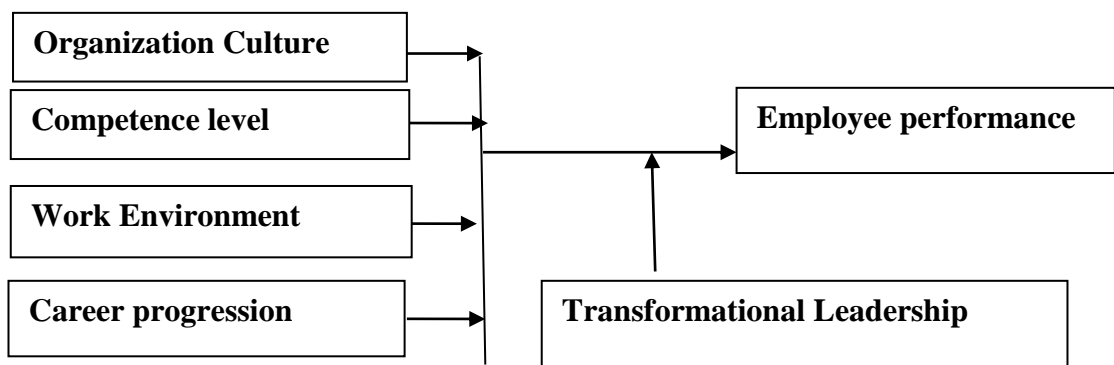 Organization Culture
Competence level
Employee performance
Work Environment
Career progression
Transformational Leadership